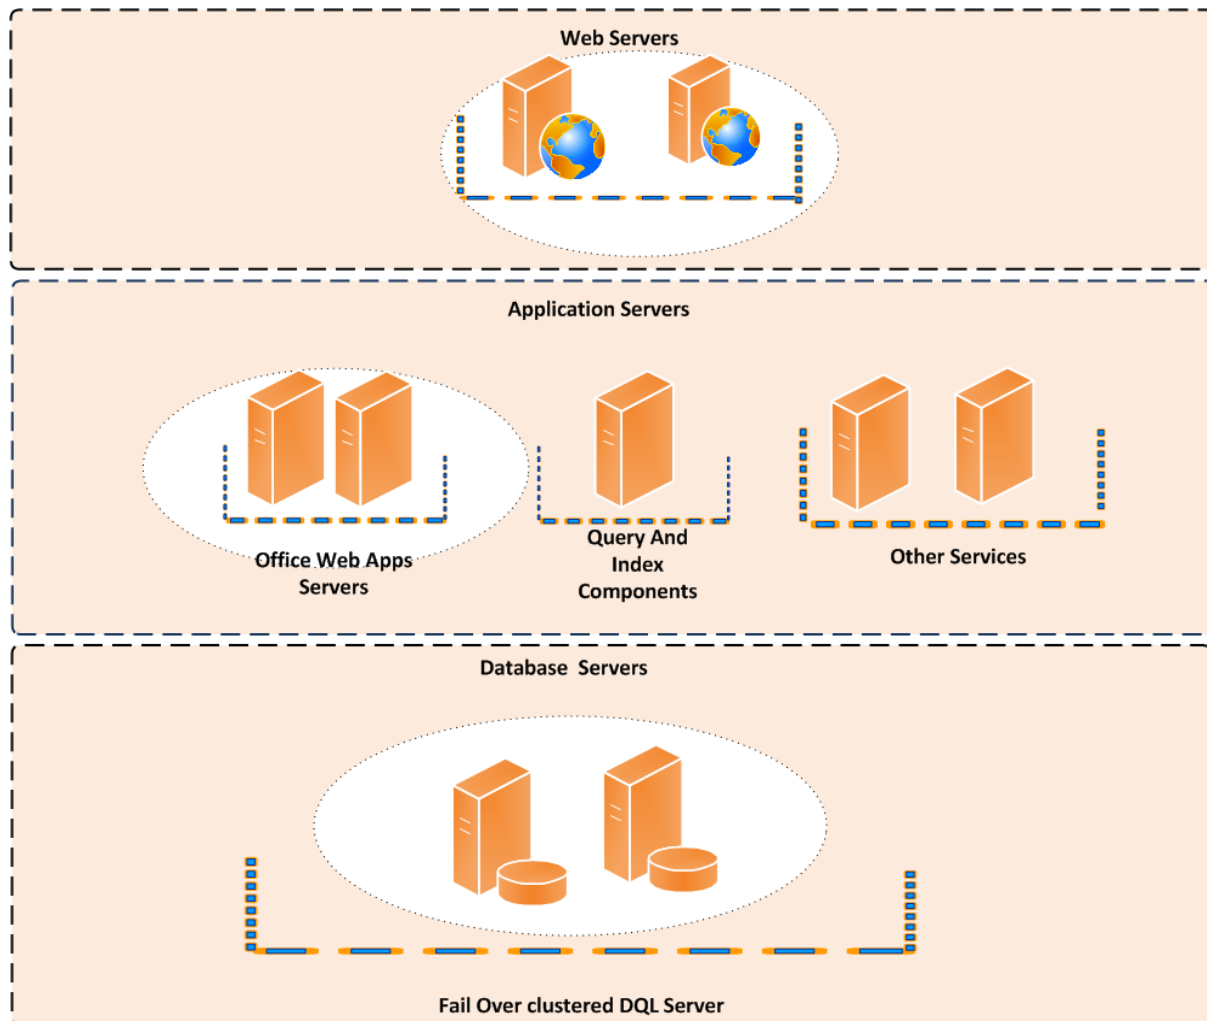 Web Servers
Application Servers
Office Web Apps
Servers
Query And
Index
Components
Other Services
Database  Servers
Fail Over clustered DQL Server